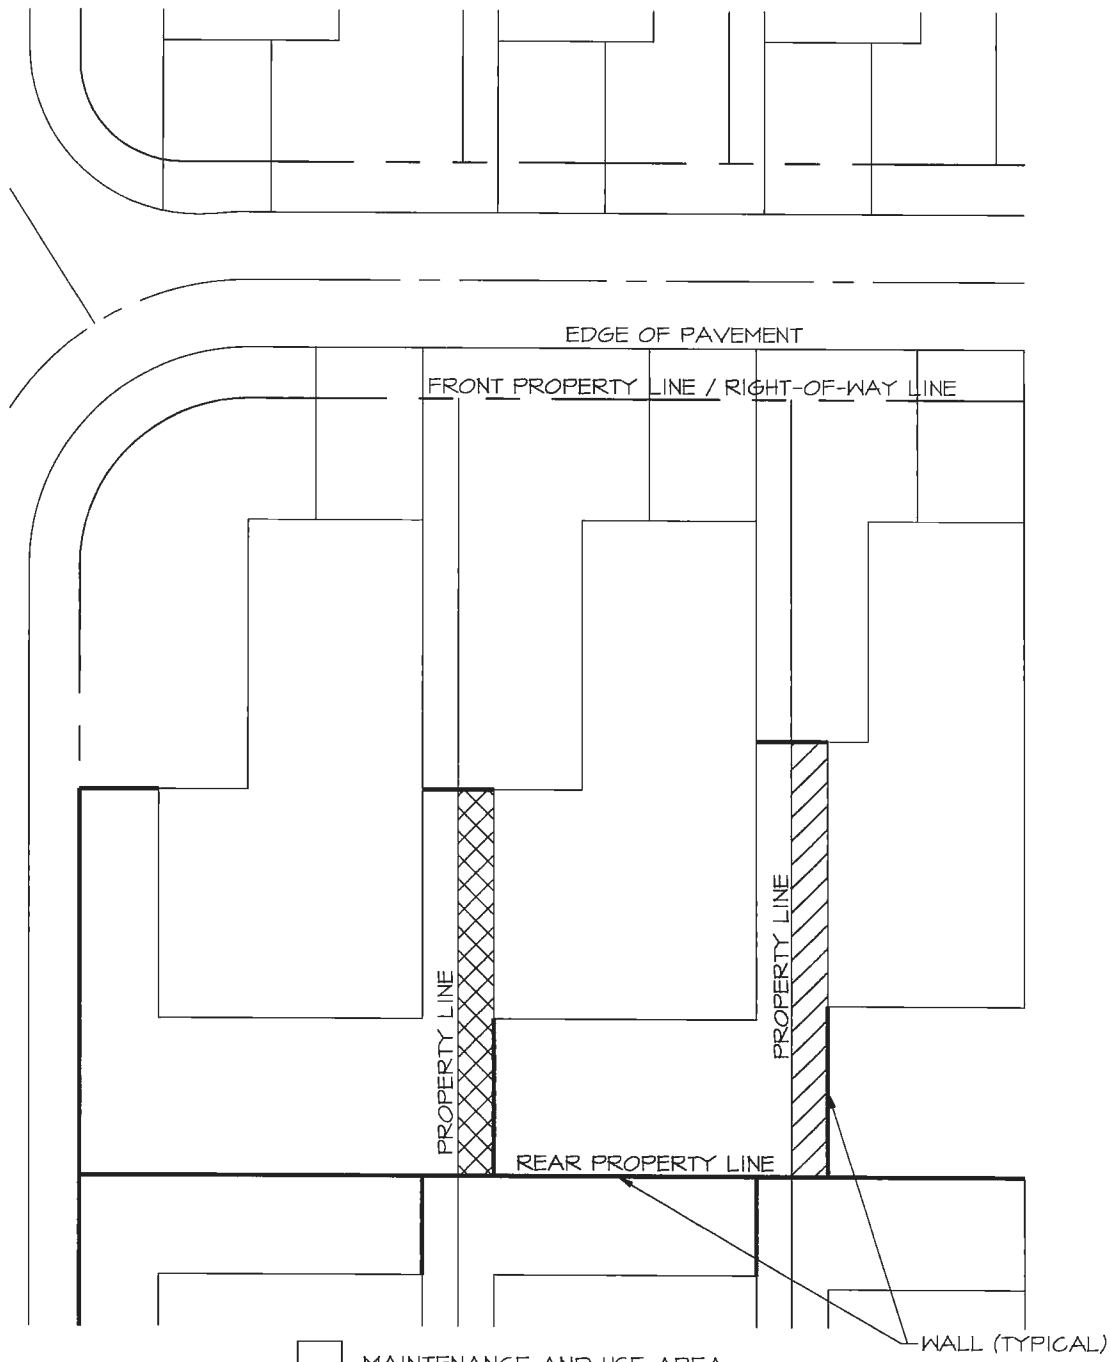 EDGE OF PAVEMENT
FRONT PROPERTY LINE / RIGHT-OF-WAY LINE
PROPERTY LINE
PROPERTY LINE
REAR PROPERTY LINE
WALL (TYPICAL)
MAINTENANCE AND USE AREA